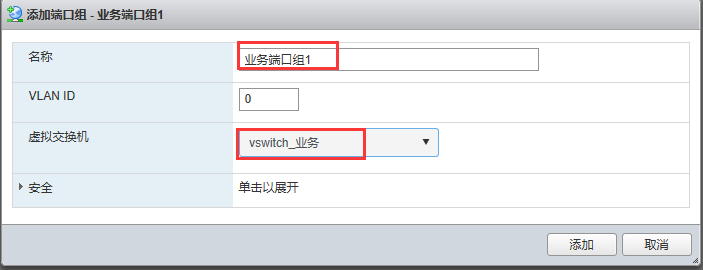 添加端口组 - 业务端口组1
名称 业务端口组1
VLAN ID 0
虚拟交换机 vswitch_业务
安全 单击以展开
添加 取消